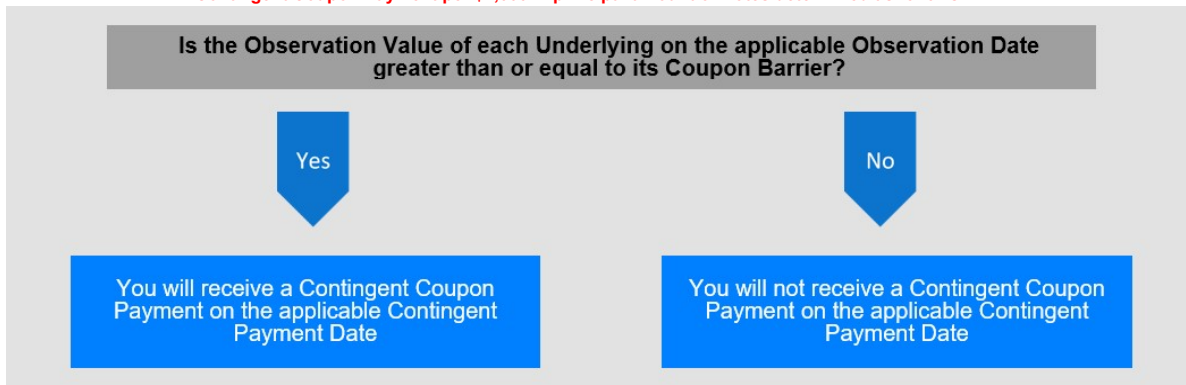 Is the Observation Value of each Underlying on the applicable Observation Date
greater than or equal to its Coupon Barrier?
Yes
No
You will receive a Contingent Coupon
Payment on the applicable Contingent
Payment Date
You will not receive a Contingent Coupon
Payment on the applicable Contingent
Payment Date